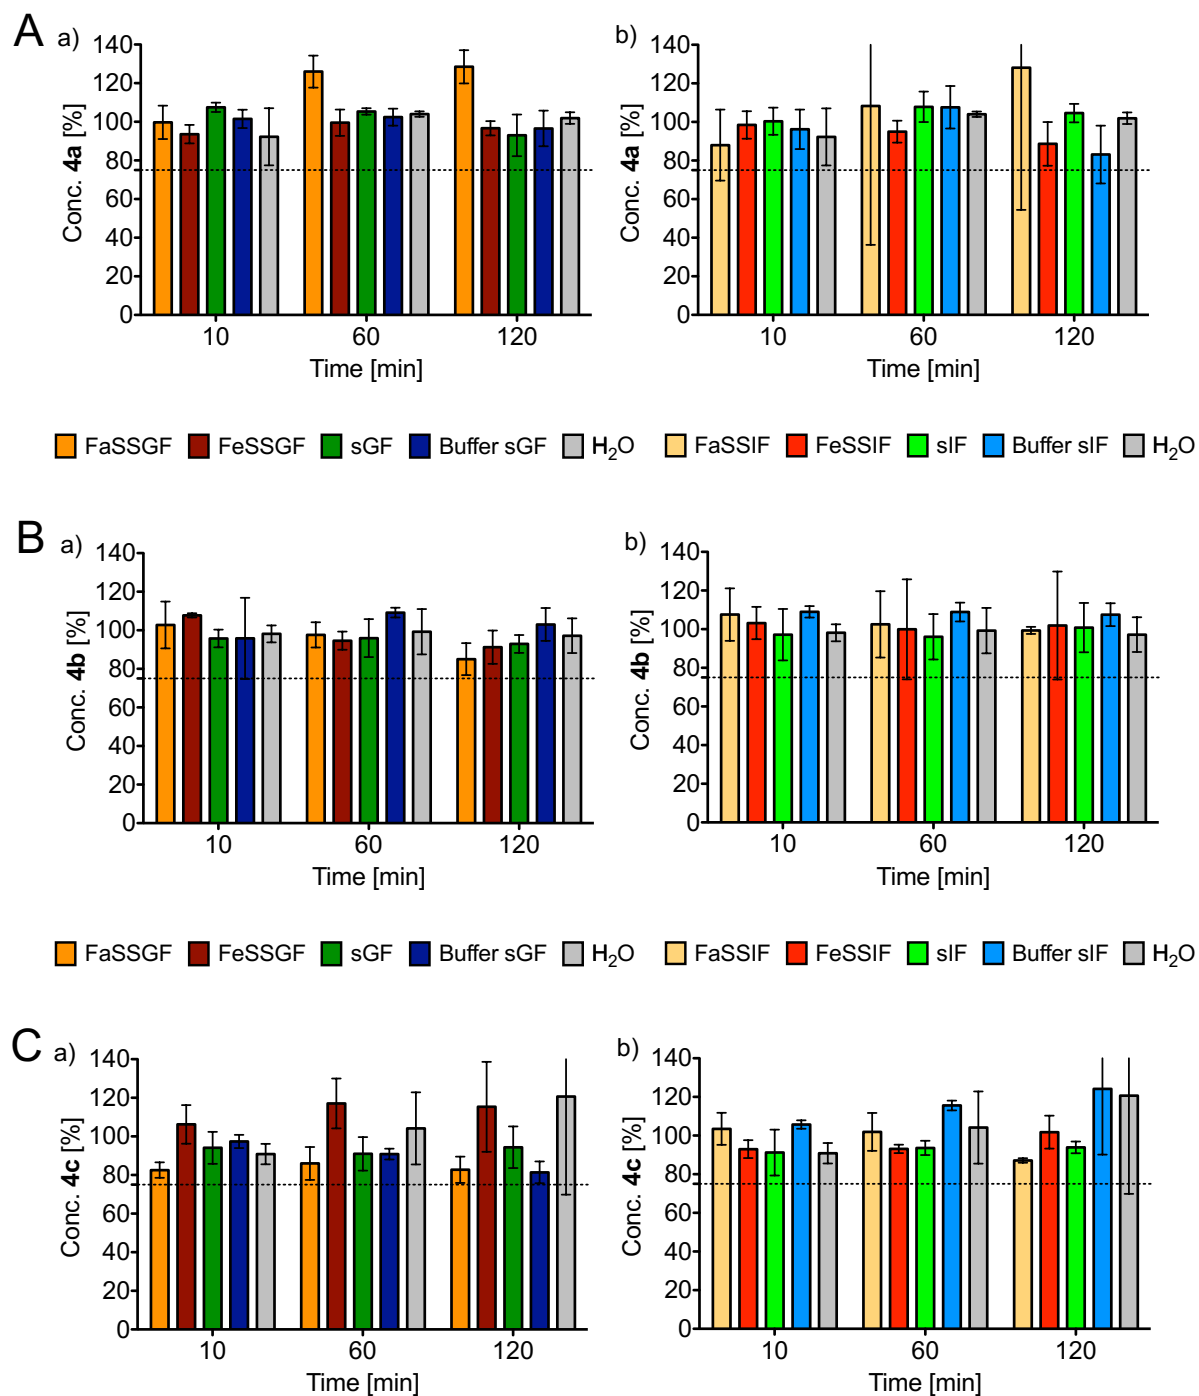 A a) b)
140
120
100
80
60
40
20
0
Conc. 4a [%]
10 60 120
Time [min]
140
120
100
80
60
40
20
0
Conc. 4a [%]
10 60 120
Time [min]
FaSSGF FeSSGF sGF Buffer sGF H₂O FaSSIF FeSSIF sIF Buffer sIF H₂O
B a) b)
140
120
100
80
60
40
20
0
Conc. 4b [%]
10 60 120
Time [min]
140
120
100
80
60
40
20
0
Conc. 4b [%]
10 60 120
Time [min]
FaSSGF FeSSGF sGF Buffer sGF H₂O FaSSIF FeSSIF sIF Buffer sIF H₂O
C a) b)
140
120
100
80
60
40
20
0
Conc. 4c [%]
10 60 120
Time [min]
140
120
100
80
60
40
20
0
Conc. 4c [%]
10 60 120
Time [min]